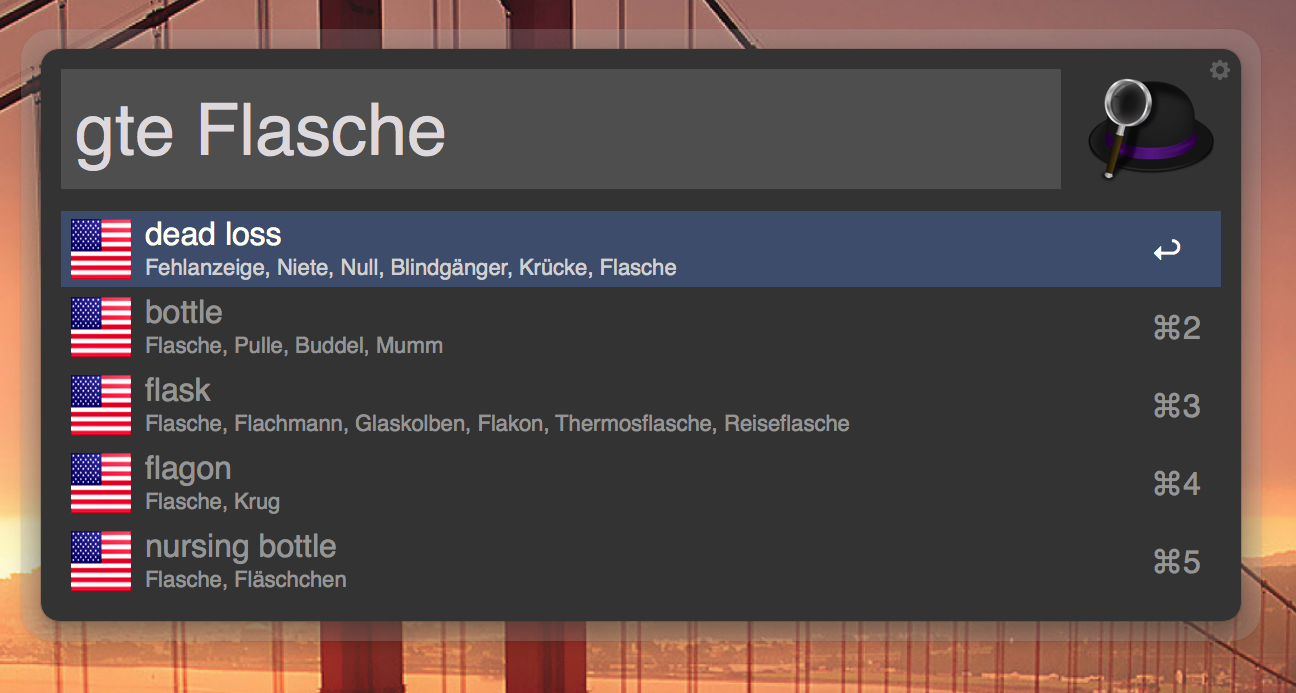 gte Flasche
dead loss
Fehlanzeige, Niete, Null, Blindgänger, Krücke, Flasche
bottle
Flasche, Pulle, Buddel, Mumm
⌘2
flask
Flasche, Flachmann, Glaskolben, Flakon, Thermosflasche, Reiseflasche
⌘3
flagon
Flasche, Krug
⌘4
nursing bottle
Flasche, Fläschchen
⌘5